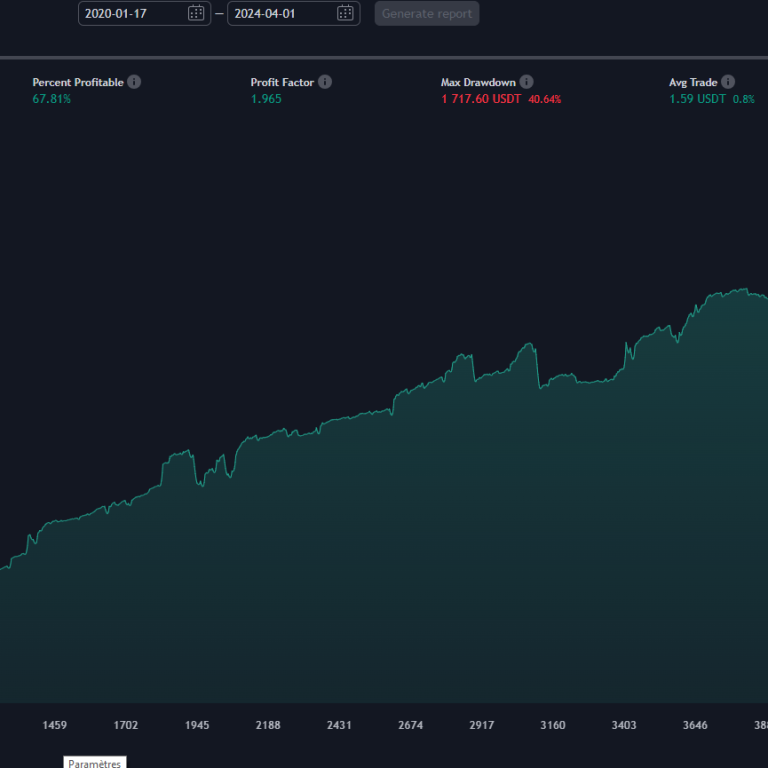 2020-01-17 — 2024-04-01 Generate report
Percent Profitable Profit Factor Max Drawdown Avg Trade
67.81% 1.965 1 717.60 USDT 40.64% 1.59 USDT 0.8%
1459 1702 1945 2188 2431 2674 2917 3160 3403 3646
Paramètres